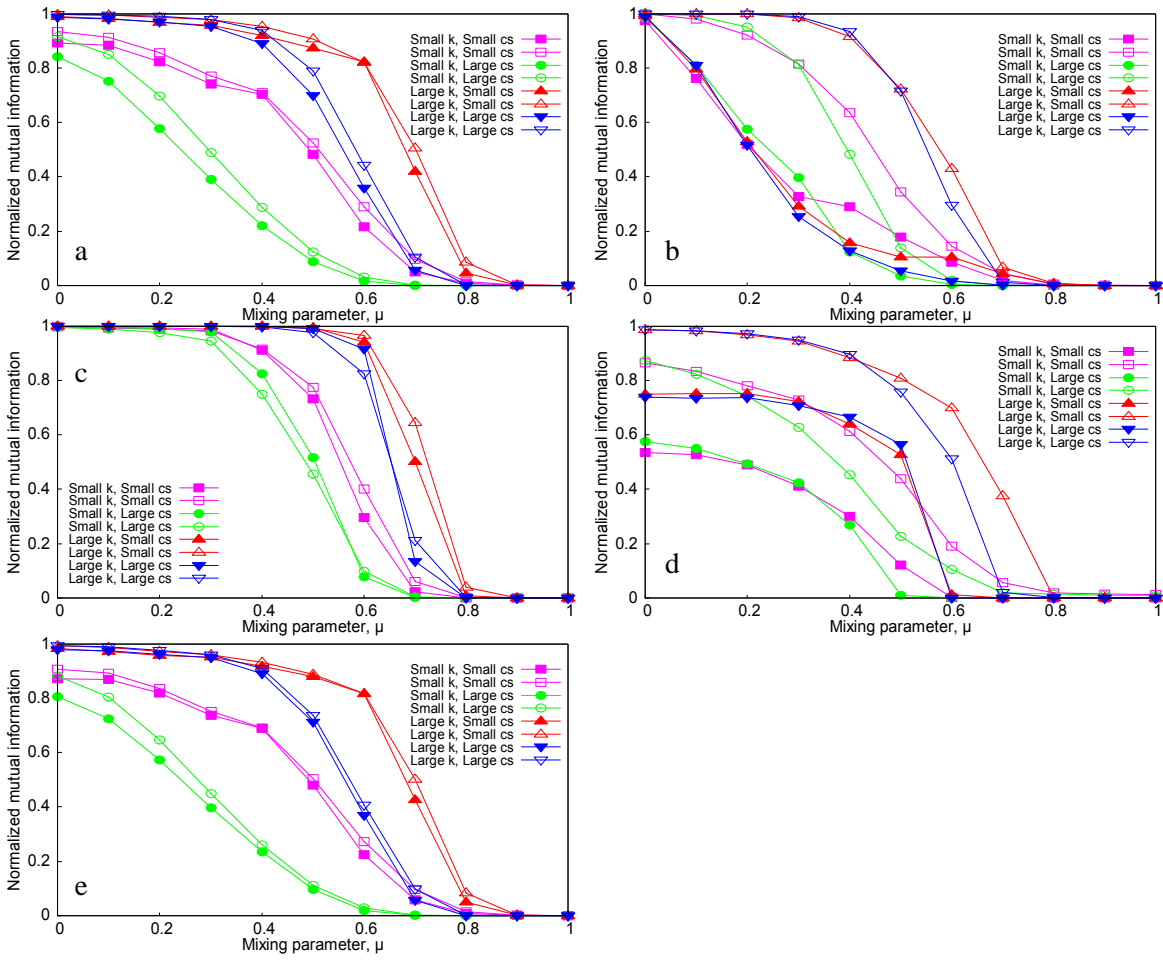 1
0.8
0.6
0.4
0.2
0
0
0.2
0.4
0.6
0.8
1
Normalized mutual information
Mixing parameter, μ
a
Small k, Small cs
Small k, Small cs
Small k, Large cs
Small k, Large cs
Large k, Small cs
Large k, Small cs
Large k, Large cs
Large k, Large cs
1
0.8
0.6
0.4
0.2
0
0
0.2
0.4
0.6
0.8
1
Normalized mutual information
Mixing parameter, μ
b
Small k, Small cs
Small k, Small cs
Small k, Large cs
Small k, Large cs
Large k, Small cs
Large k, Small cs
Large k, Large cs
Large k, Large cs
1
0.8
0.6
0.4
0.2
0
0
0.2
0.4
0.6
0.8
1
Normalized mutual information
Mixing parameter, μ
c
Small k, Small cs
Small k, Small cs
Small k, Large cs
Small k, Large cs
Large k, Small cs
Large k, Small cs
Large k, Large cs
Large k, Large cs
1
0.8
0.6
0.4
0.2
0
0
0.2
0.4
0.6
0.8
1
Normalized mutual information
Mixing parameter, μ
d
Small k, Small cs
Small k, Small cs
Small k, Large cs
Small k, Large cs
Large k, Small cs
Large k, Small cs
Large k, Large cs
Large k, Large cs
1
0.8
0.6
0.4
0.2
0
0
0.2
0.4
0.6
0.8
1
Normalized mutual information
Mixing parameter, μ
e
Small k, Small cs
Small k, Small cs
Small k, Large cs
Small k, Large cs
Large k, Small cs
Large k, Small cs
Large k, Large cs
Large k, Large cs